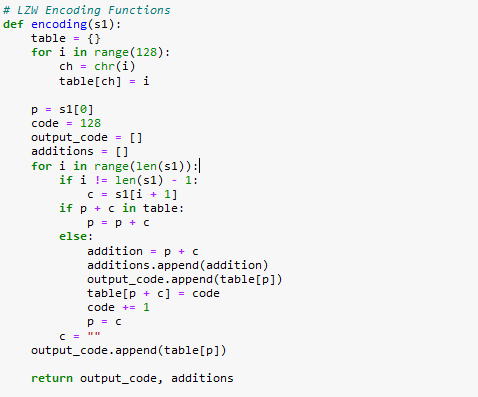 # LZW Encoding Functions
def encoding(s1):
    table = {}
    for i in range(128):
        ch = chr(i)
        table[ch] = i

    p = s1[0]
    code = 128
    output_code = []
    additions = []
    for i in range(len(s1)):
        if i != len(s1) - 1:
            c = s1[i + 1]
        if p + c in table:
            p = p + c
        else:
            addition = p + c
            additions.append(addition)
            output_code.append(table[p])
            table[p + c] = code
            code += 1
            p = c
        c = ""
    output_code.append(table[p])

    return output_code, additions